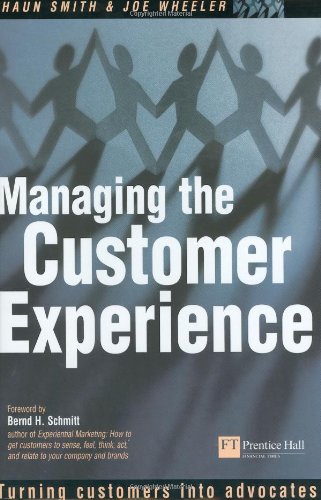 HAUN SMITH & JOE WHEELER
Managing the
Customer
Experience
Foreword by
Bernd H. Schmitt
author of Experiential Marketing: How to
get customers to sense, feel, think, act,
and relate to your company and brands
FT Prentice Hall
FINANCIAL TIMES
Turning customers into advocates